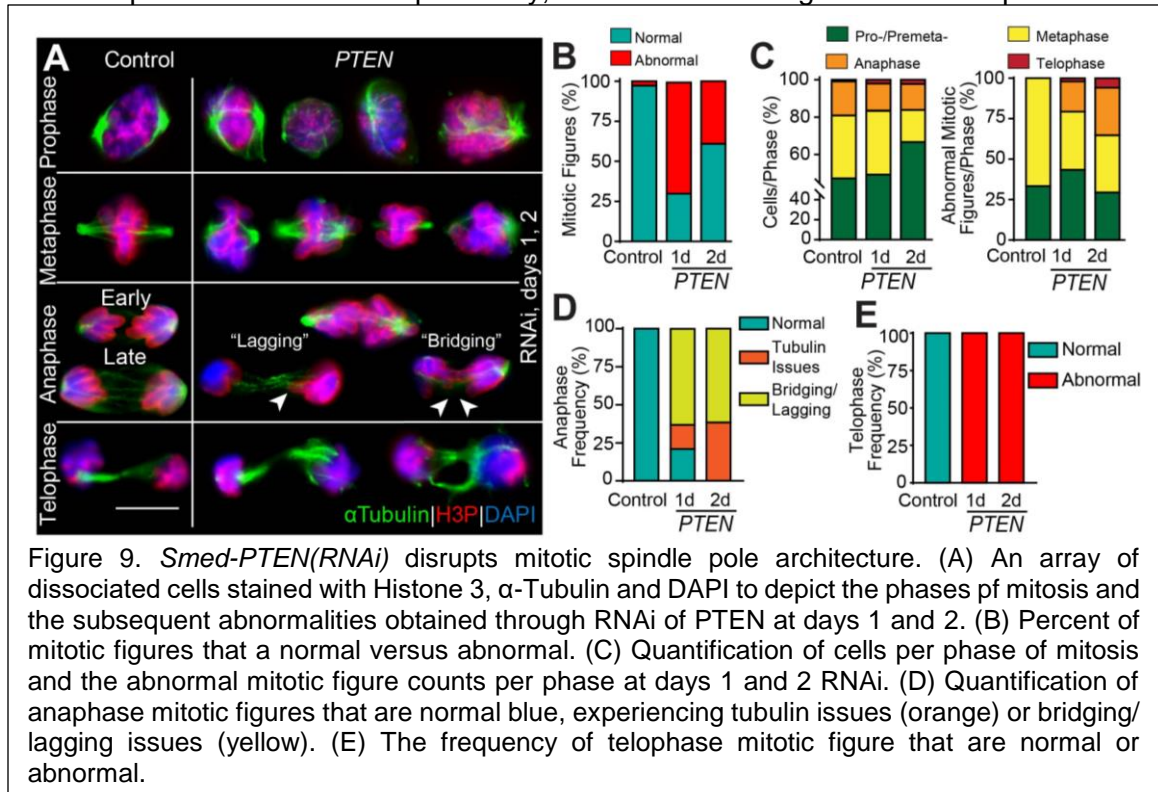 A
Control
PTEN
Prophase
Metaphase
Anaphase
Telophase
Early
Late
"Lagging"
"Bridging"
RNAi, days 1, 2
αTubulin|H3P|DAPI
B
Normal
Abnormal
Mitotic Figures (%)
100
75
50
25
0
Control 1d 2d
PTEN
C
Pro-/Premeta-
Anaphase
Metaphase
Telophase
Cells/Phase (%)
100
80
60
40
20
0
Control 1d 2d
PTEN
Abnormal Mitotic
Figures/Phase (%)
100
75
50
25
0
Control 1d 2d
PTEN
D
Anaphase
Frequency (%)
100
75
50
25
0
Control 1d 2d
PTEN
Normal
Tubulin
Issues
Bridging/
Lagging
E
Telophase
Frequency (%)
100
75
50
25
0
Control 1d 2d
PTEN
Normal
Abnormal
Figure 9. Smed-PTEN(RNAi) disrupts mitotic spindle pole architecture. (A) An array of
dissociated cells stained with Histone 3, α-Tubulin and DAPI to depict the phases pf mitosis and
the subsequent abnormalities obtained through RNAi of PTEN at days 1 and 2. (B) Percent of
mitotic figures that a normal versus abnormal. (C) Quantification of cells per phase of mitosis
and the abnormal mitotic figure counts per phase at days 1 and 2 RNAi. (D) Quantification of
anaphase mitotic figures that are normal blue, experiencing tubulin issues (orange) or bridging/
lagging issues (yellow). (E) The frequency of telophase mitotic figure that are normal or
abnormal.